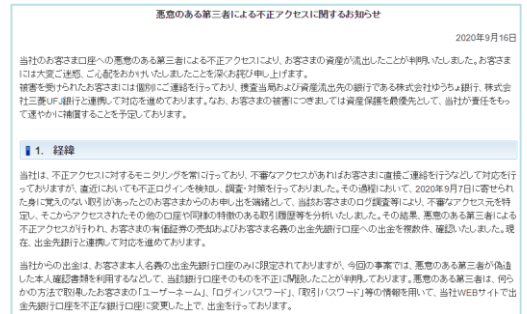 悪意のある第三者による不正アクセスに関するお知らせ
2020年9月16日
当社のお客さま口座への悪意のある第三者による不正アクセスにより、お客さまの資産が流出したことが判明いたしました。お客さま
には大変ご迷惑、ご心配をおかけいたしましたことを深くお詫び申し上げます。
被害を受けられたお客さまには個別にご連絡を行っており、捜査当局および資産流出先の銀行である株式会社ゆうちょ銀行、株式会
社三菱UFJ銀行と連携して対応を進めております。なお、お客さまの被害につきましては資産保護を最優先として、当社が責任をもっ
て速やかに補償することを予定しております。
1. 経緯
当社は、不正アクセスに対するモニタリングを常に行っており、不審なアクセスがあればお客さまに直接ご連絡を行うなどして対応を行
っておりますが、直近においても不正ログインを検知し、調査・対策を行っておりました。その過程において、2020年9月7日に寄せられ
た身に覚えのない取引があったとのお客さまからのお申し出を端緒として、当該お客さまのログ調査等により、不審なアクセス元を特
定し、そこからアクセスされたその他の口座や同様の特徴のある取引履歴等を分析いたしました。その結果、悪意のある第三者による
不正アクセスが行われ、お客さまの有価証券の売却およびお客さま名義の出金先銀行口座への出金を複数件、確認いたしました。現
在、出金先銀行と連携して対応を進めております。
当社からの出金は、お客さま本人名義の出金先銀行口座のみに限定されておりますが、今回の事案では、悪意のある第三者が偽造
した本人確認書類を利用するなどして、当該銀行口座そのものを不正に開設したことが判明しております。悪意のある第三者は、何ら
かの方法で取得したお客さまの「ユーザーネーム」、「ログインパスワード」、「取引パスワード」等の情報を用いて、当社WEBサイトで出
金先銀行口座を不正な銀行口座に変更した上で、出金を行っております。